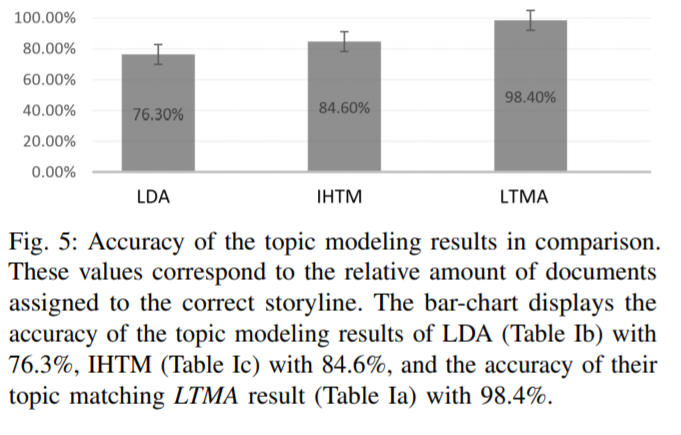 100.00%
80.00%
60.00%
40.00%
20.00%
0.00%
76.30%
84.60%
98.40%
LDA IHTM LTMA
Fig. 5: Accuracy of the topic modeling results in comparison.
These values correspond to the relative amount of documents
assigned to the correct storyline. The bar-chart displays the
accuracy of the topic modeling results of LDA (Table Ib) with
76.3%, IHTM (Table Ic) with 84.6%, and the accuracy of their
topic matching LTMA result (Table Ia) with 98.4%.